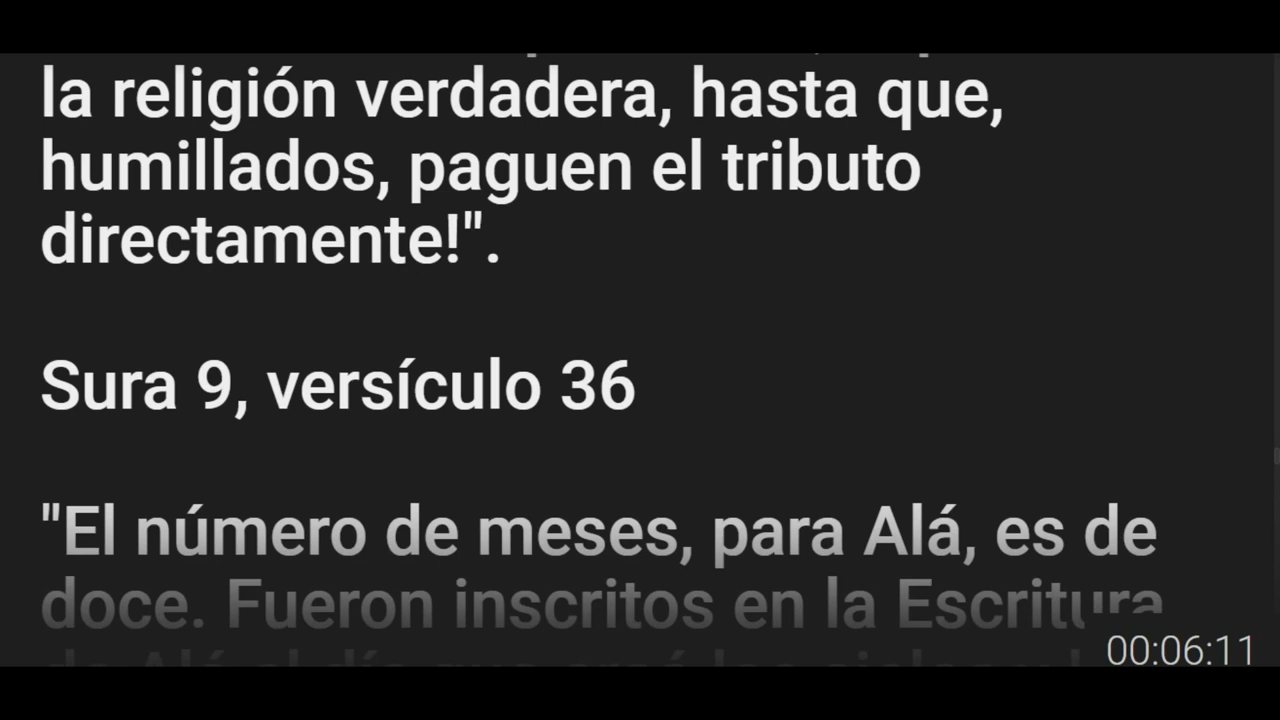 la religión verdadera, hasta que,
humillados, paguen el tributo
directamente!".
Sura 9, versículo 36
"El número de meses, para Alá, es de
doce. Fueron inscritos en la Escritura
00:06:11